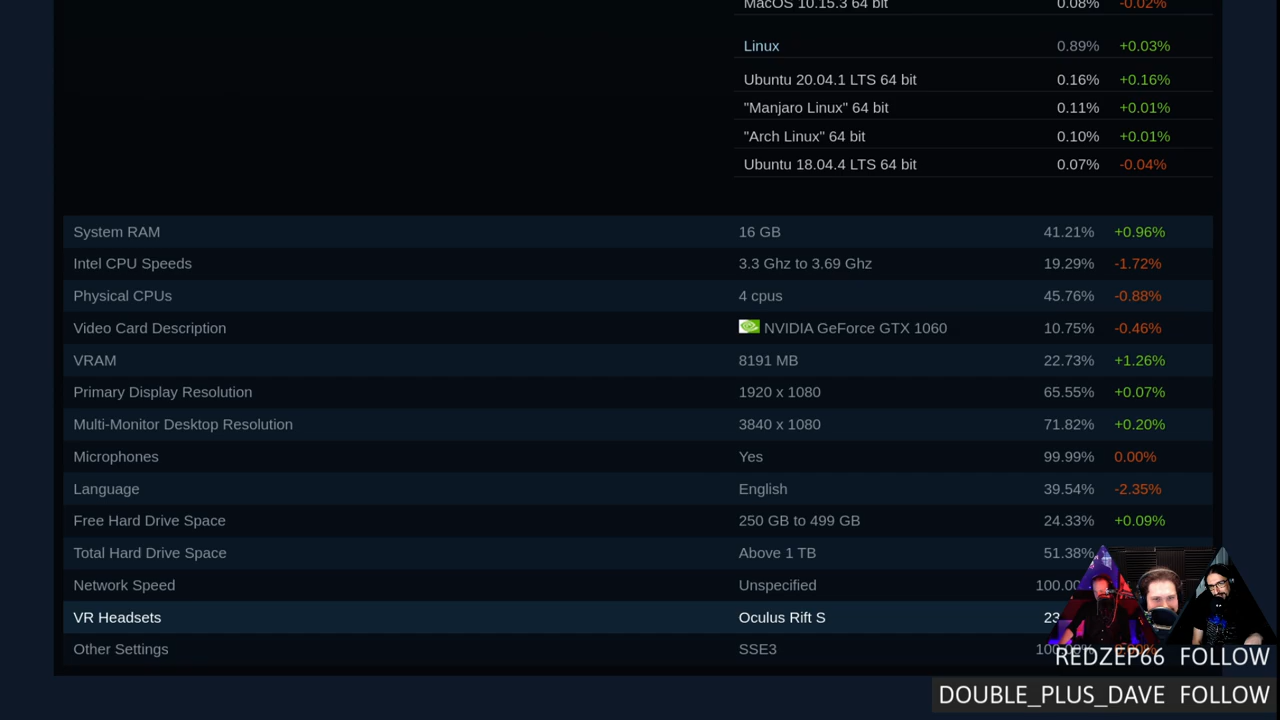 MacOS 10.15.3 64 bit 0.08% -0.02%
Linux 0.89% +0.03%
Ubuntu 20.04.1 LTS 64 bit 0.16% +0.16%
"Manjaro Linux" 64 bit 0.11% +0.01%
"Arch Linux" 64 bit 0.10% +0.01%
Ubuntu 18.04.4 LTS 64 bit 0.07% -0.04%
System RAM 16 GB 41.21% +0.96%
Intel CPU Speeds 3.3 Ghz to 3.69 Ghz 19.29% -1.72%
Physical CPUs 4 cpus 45.76% -0.88%
Video Card Description NVIDIA GeForce GTX 1060 10.75% -0.46%
VRAM 8191 MB 22.73% +1.26%
Primary Display Resolution 1920 x 1080 65.55% +0.07%
Multi-Monitor Desktop Resolution 3840 x 1080 71.82% +0.20%
Microphones Yes 99.99% 0.00%
Language English 39.54% -2.35%
Free Hard Drive Space 250 GB to 499 GB 24.33% +0.09%
Total Hard Drive Space Above 1 TB 51.38%
Network Speed Unspecified
VR Headsets Oculus Rift S 23
Other Settings SSE3
REDZEP66 FOLLOW
DOUBLE_PLUS_DAVE FOLLOW